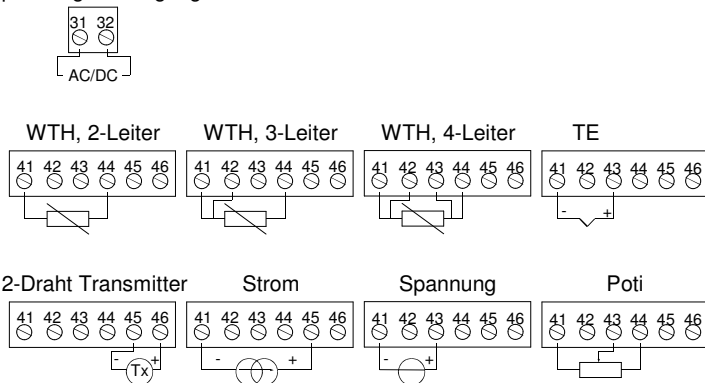 31 32
AC/DC
WTH, 2-Leiter WTH, 3-Leiter WTH, 4-Leiter TE
41 42 43 44 45 46 41 42 43 44 45 46 41 42 43 44 45 46 41 42 43 44 45 46
- +
2-Draht Transmitter Strom Spannung Poti
41 42 43 44 45 46 41 42 43 44 45 46 41 42 43 44 45 46 41 42 43 44 45 46
- + - + - +
Tx